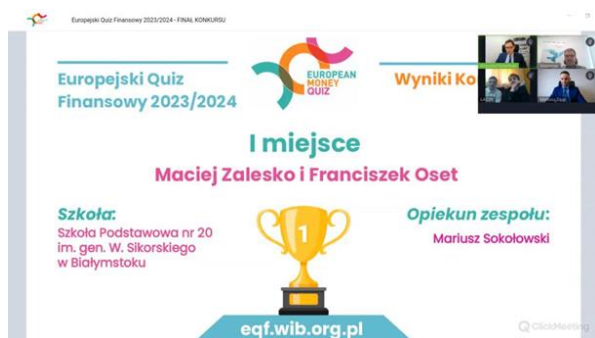 Europejski Quiz Finansowy 2023/2024 - FINAŁ KONKURSU
Europejski Quiz
Finansowy 2023/2024
EUROPEAN
MONEY
QUIZ
Wyniki Ko
I miejsce
Maciej Zalesko i Franciszek Oset
Szkoła:
Szkoła Podstawowa nr 20
im. gen. W. Sikorskiego
w Białymstoku
1
Opiekun zespołu:
Mariusz Sokołowski
eqf.wib.org.pl
ClickMeeting